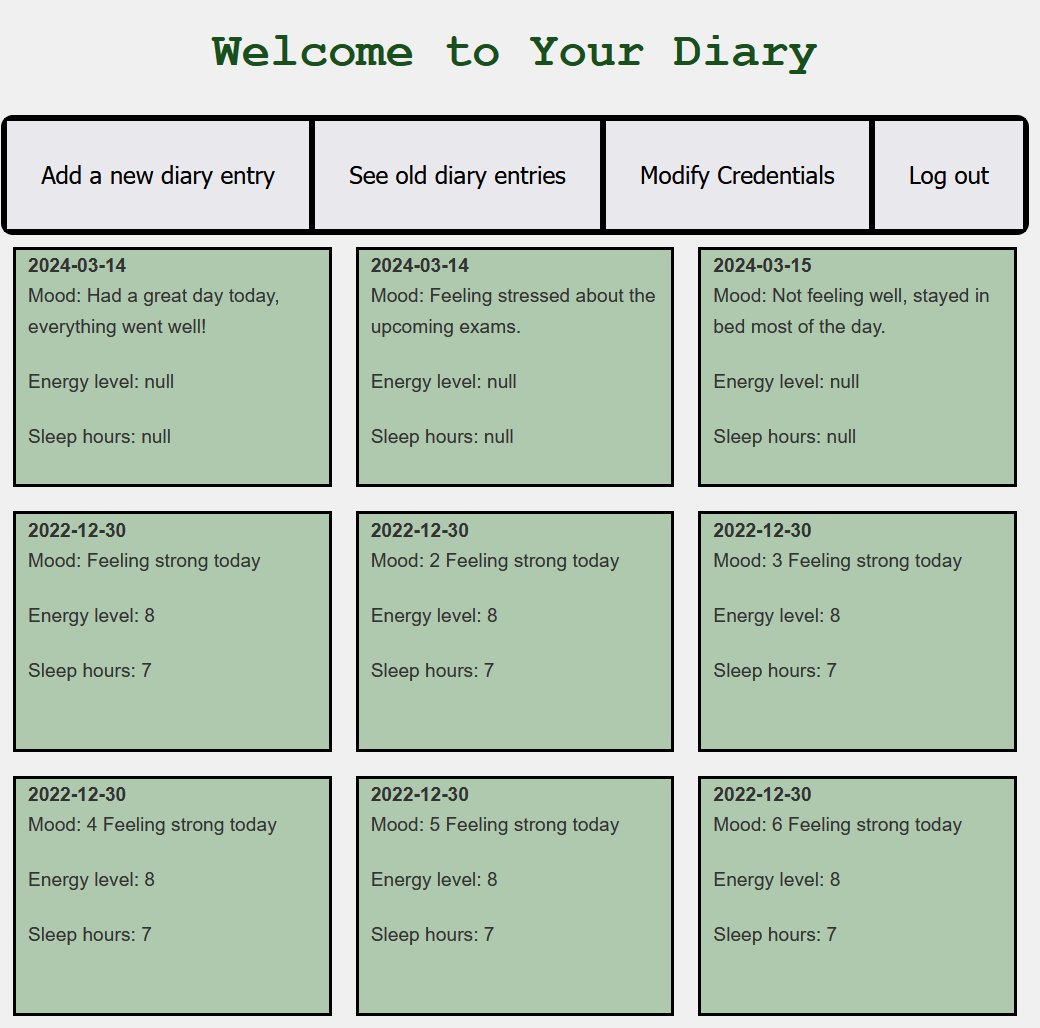 Welcome to Your Diary
Add a new diary entry
See old diary entries
Modify Credentials
Log out
2024-03-14
Mood: Had a great day today,
everything went well!
Energy level: null
Sleep hours: null
2024-03-14
Mood: Feeling stressed about the
upcoming exams.
Energy level: null
Sleep hours: null
2024-03-15
Mood: Not feeling well, stayed in
bed most of the day.
Energy level: null
Sleep hours: null
2022-12-30
Mood: Feeling strong today
Energy level: 8
Sleep hours: 7
2022-12-30
Mood: 2 Feeling strong today
Energy level: 8
Sleep hours: 7
2022-12-30
Mood: 3 Feeling strong today
Energy level: 8
Sleep hours: 7
2022-12-30
Mood: 4 Feeling strong today
Energy level: 8
Sleep hours: 7
2022-12-30
Mood: 5 Feeling strong today
Energy level: 8
Sleep hours: 7
2022-12-30
Mood: 6 Feeling strong today
Energy level: 8
Sleep hours: 7